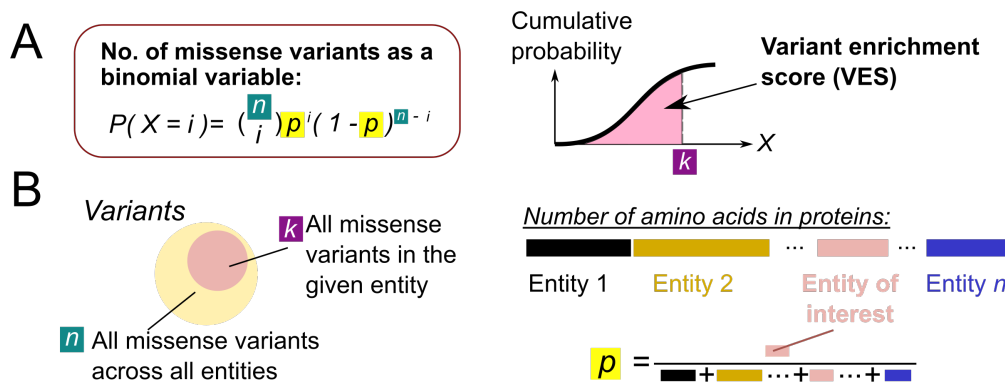 A
No. of missense variants as a
binomial variable:
P( X = i ) = (n i) p^i ( 1 - p )^n - i
Cumulative
probability
Variant enrichment
score (VES)
X
k
B
Variants
k All missense
variants in the
given entity
n All missense variants
across all entities
Number of amino acids in proteins:
... ...
Entity 1 Entity 2 Entity of Entity n
interest
p =
+ ... + ... +